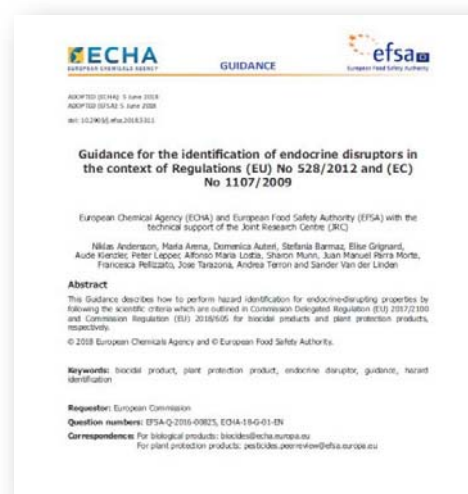 ECHA
EUROPEAN CHEMICALS AGENCY
GUIDANCE
efsa
European Food Safety Authority
ADOPTED (ECHA): 5 June 2018
ADOPTED (EFSA): 5 June 2018
doi: 10.2903/j.efsa.2018.5311
Guidance for the identification of endocrine disruptors in
the context of Regulations (EU) No 528/2012 and (EC)
No 1107/2009
European Chemical Agency (ECHA) and European Food Safety Authority (EFSA) with the
technical support of the Joint Research Centre (JRC)
Niklas Andersson, Maria Arena, Domenica Auteri, Stefania Barmaz, Elise Grignard,
Aude Kienzler, Peter Lepper, Alfonso Maria Lostia, Sharon Munn, Juan Manuel Parra Morte,
Francesca Pellizzato, Jose Tarazona, Andrea Terron and Sander Van der Linden
Abstract
This Guidance describes how to perform hazard identification for endocrine-disrupting properties by
following the scientific criteria which are outlined in Commission Delegated Regulation (EU) 2017/2100
and Commission Regulation (EU) 2018/605 for biocidal products and plant protection products,
respectively.
© 2018 European Chemicals Agency and © European Food Safety Authority.
Keywords: biocidal product, plant protection product, endocrine disruptor, guidance, hazard
identification
Requestor: European Commission
Question numbers: EFSA-Q-2016-00825, ECHA-18-G-01-EN
Correspondence: For biological products: biocides@echa.europa.eu
For plant protection products: pesticides.peerreview@efsa.europa.eu